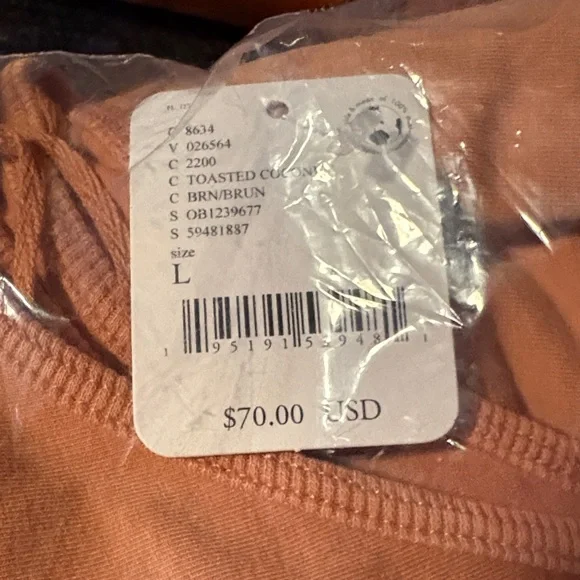 8634
V 026564
C 2200
C TOASTED
C BRN/BRUN
S OB1239677
S 59481887
size
L
$70.00 USD